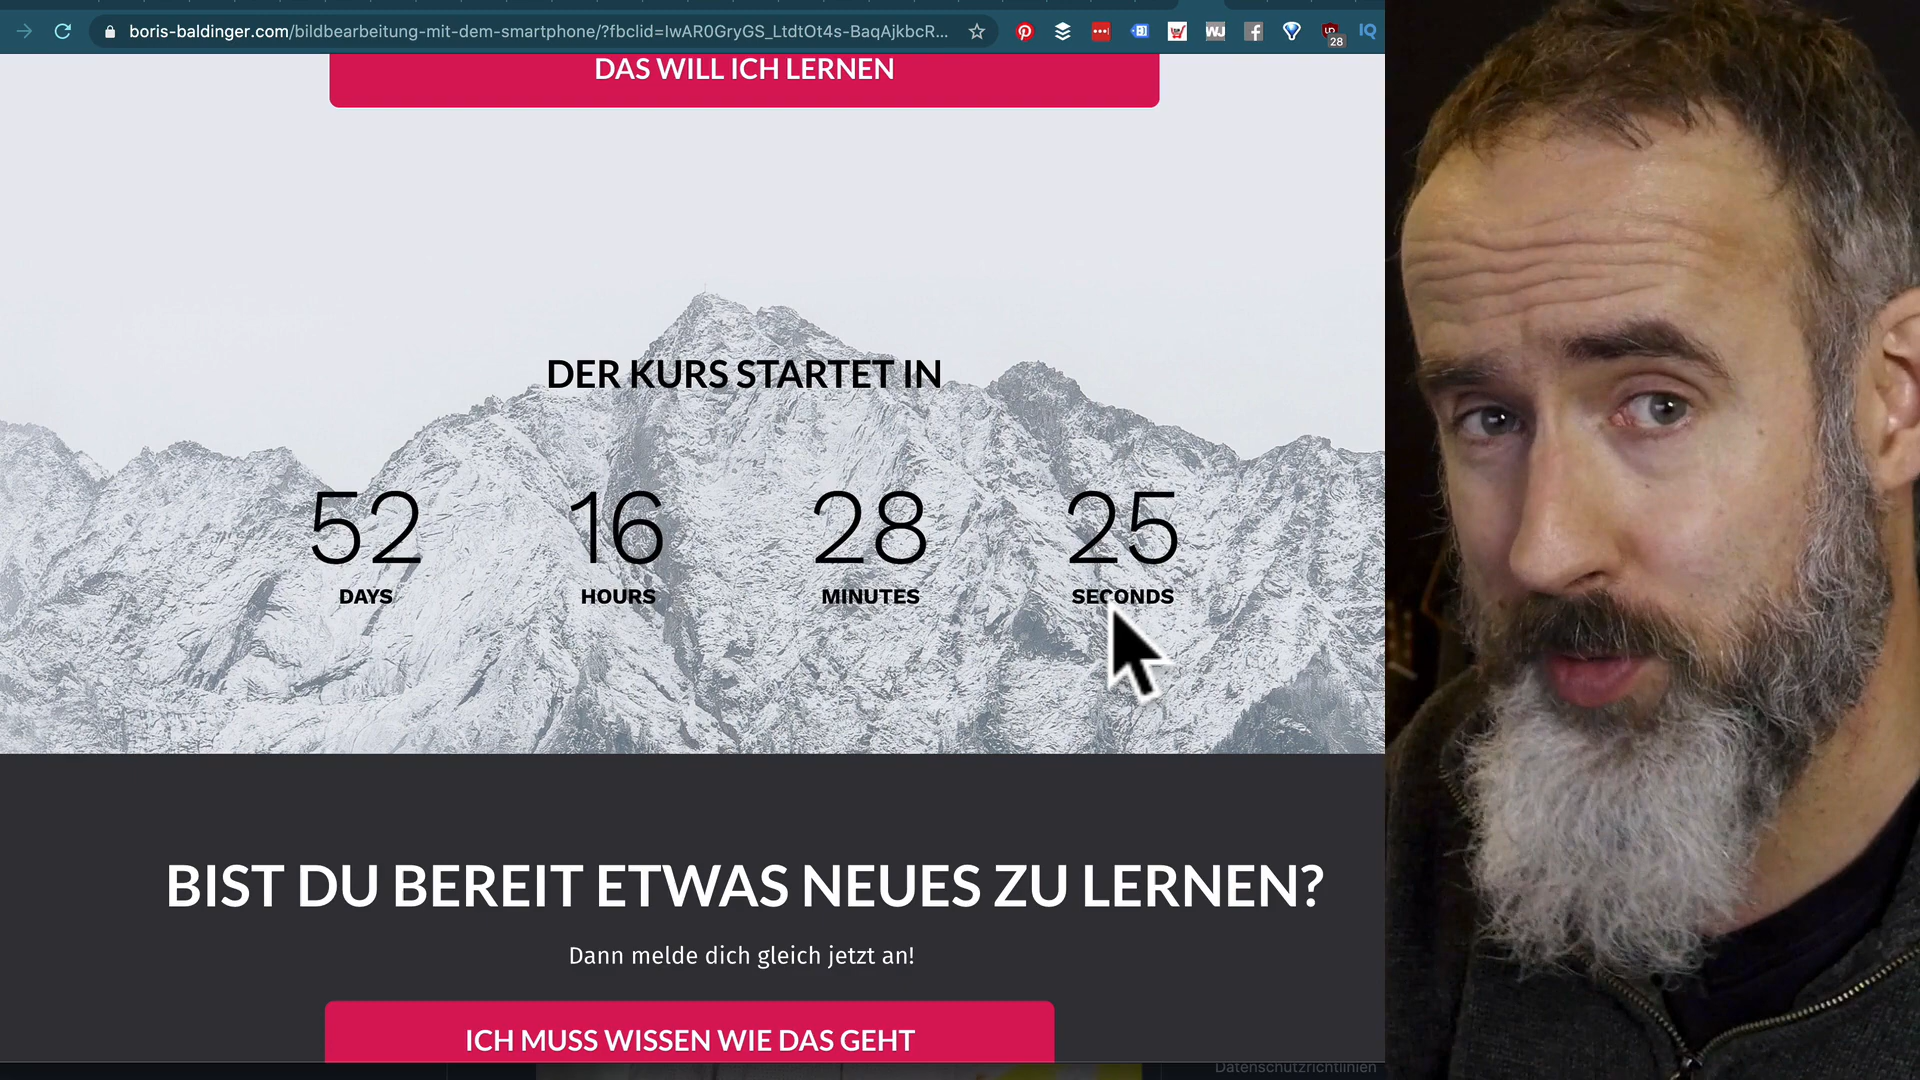 boris-baldinger.com/bildbearbeitung-mit-dem-smartphone/?fbclid=IwAR0GryGS_LtdtOt4s-BaqAjkbcR...
28
IQ
DAS WILL ICH LERNEN
DER KURS STARTET IN
52 16 28 25
DAYS HOURS MINUTES SECONDS
BIST DU BEREIT ETWAS NEUES ZU LERNEN?
Dann melde dich gleich jetzt an!
ICH MUSS WISSEN WIE DAS GEHT
Datenschutzrichtlinien